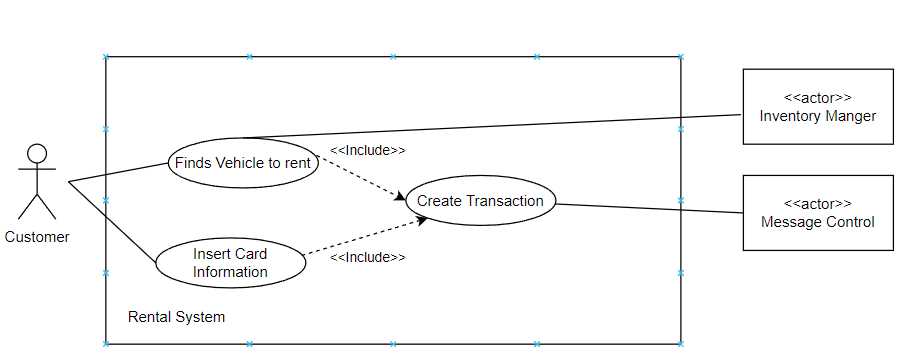 <<actor>>
Inventory Manger
<<Include>>
Finds Vehicle to rent
Create Transaction
<<actor>>
Message Control
Customer
Insert Card
Information
<<Include>>
Rental System